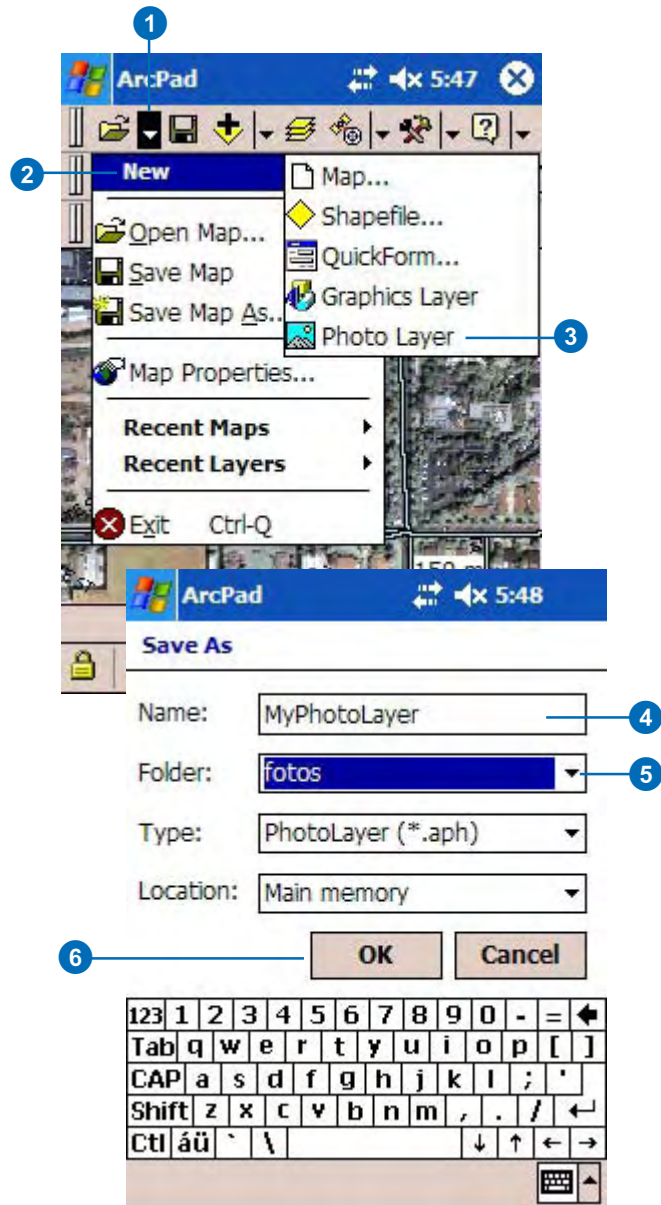 1
ArcPad 5:47
2
New
Map...
Shapefile...
QuickForm...
Graphics Layer
Photo Layer
3
Open Map...
Save Map
Save Map As..
Map Properties...
Recent Maps
Recent Layers
Exit Ctrl-Q
150 m
ArcPad 5:48
Save As
Name: MyPhotoLayer
4
Folder: fotos
5
Type: PhotoLayer (*.aph)
Location: Main memory
6
OK Cancel
123 1 2 3 4 5 6 7 8 9 0 - =
Tab q w e r t y u i o p [ ]
CAP a s d f g h j k l ; '
Shift z x c v b n m , . /
Ctl áü ` \